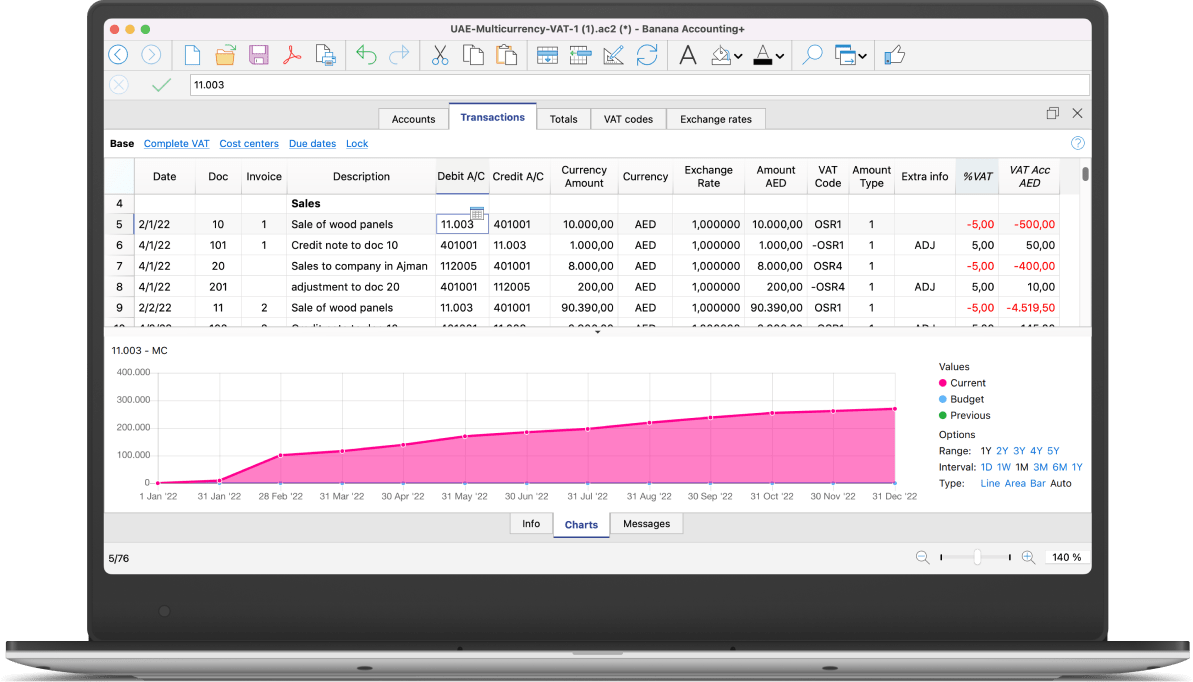 UAE-Multicurrency-VAT-1 (1).ac2 (*) - Banana Accounting+
11.003
Accounts Transactions Totals VAT codes Exchange rates
Base Complete VAT Cost centers Due dates Lock
Date Doc Invoice Description Debit A/C Credit A/C Currency Amount Currency Exchange Rate Amount AED VAT Code Amount Type Extra info %VAT VAT Acc AED
4 Sales
5 2/1/22 10 1 Sale of wood panels 11.003 401001 10.000,00 AED 1,000000 10.000,00 OSR1 1 -5,00 -500,00
6 4/1/22 101 1 Credit note to doc 10 401001 11.003 1.000,00 AED 1,000000 1.000,00 -OSR1 1 ADJ 5,00 50,00
7 4/1/22 20 Sales to company in Ajman 112005 401001 8.000,00 AED 1,000000 8.000,00 OSR4 1 -5,00 -400,00
8 4/1/22 201 adjustment to doc 20 401001 112005 200,00 AED 1,000000 200,00 -OSR4 1 ADJ 5,00 10,00
9 2/2/22 11 2 Sale of wood panels 11.003 401001 90.390,00 AED 1,000000 90.390,00 OSR1 1 -5,00 -4.519,50
11.003 - MC
400.000
300.000
200.000
100.000
0
1 Jan '22 31 Jan '22 28 Feb '22 31 Mar '22 30 Apr '22 31 May '22 30 Jun '22 31 Jul '22 31 Aug '22 30 Sep '22 31 Oct '22 30 Nov '22 31 Dec '22
Values
Current
Budget
Previous
Options
Range: 1Y 2Y 3Y 4Y 5Y
Interval: 1D 1W 1M 3M 6M 1Y
Type: Line Area Bar Auto
Info Charts Messages
5/76
140 %